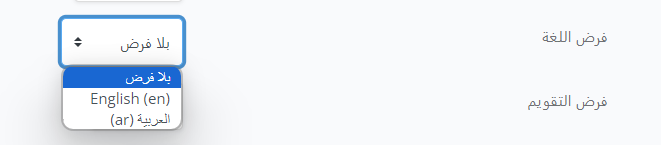 فرض اللغة
بلا فرض
بلا فرض
English (en)
العربية (ar)
فرض التقويم